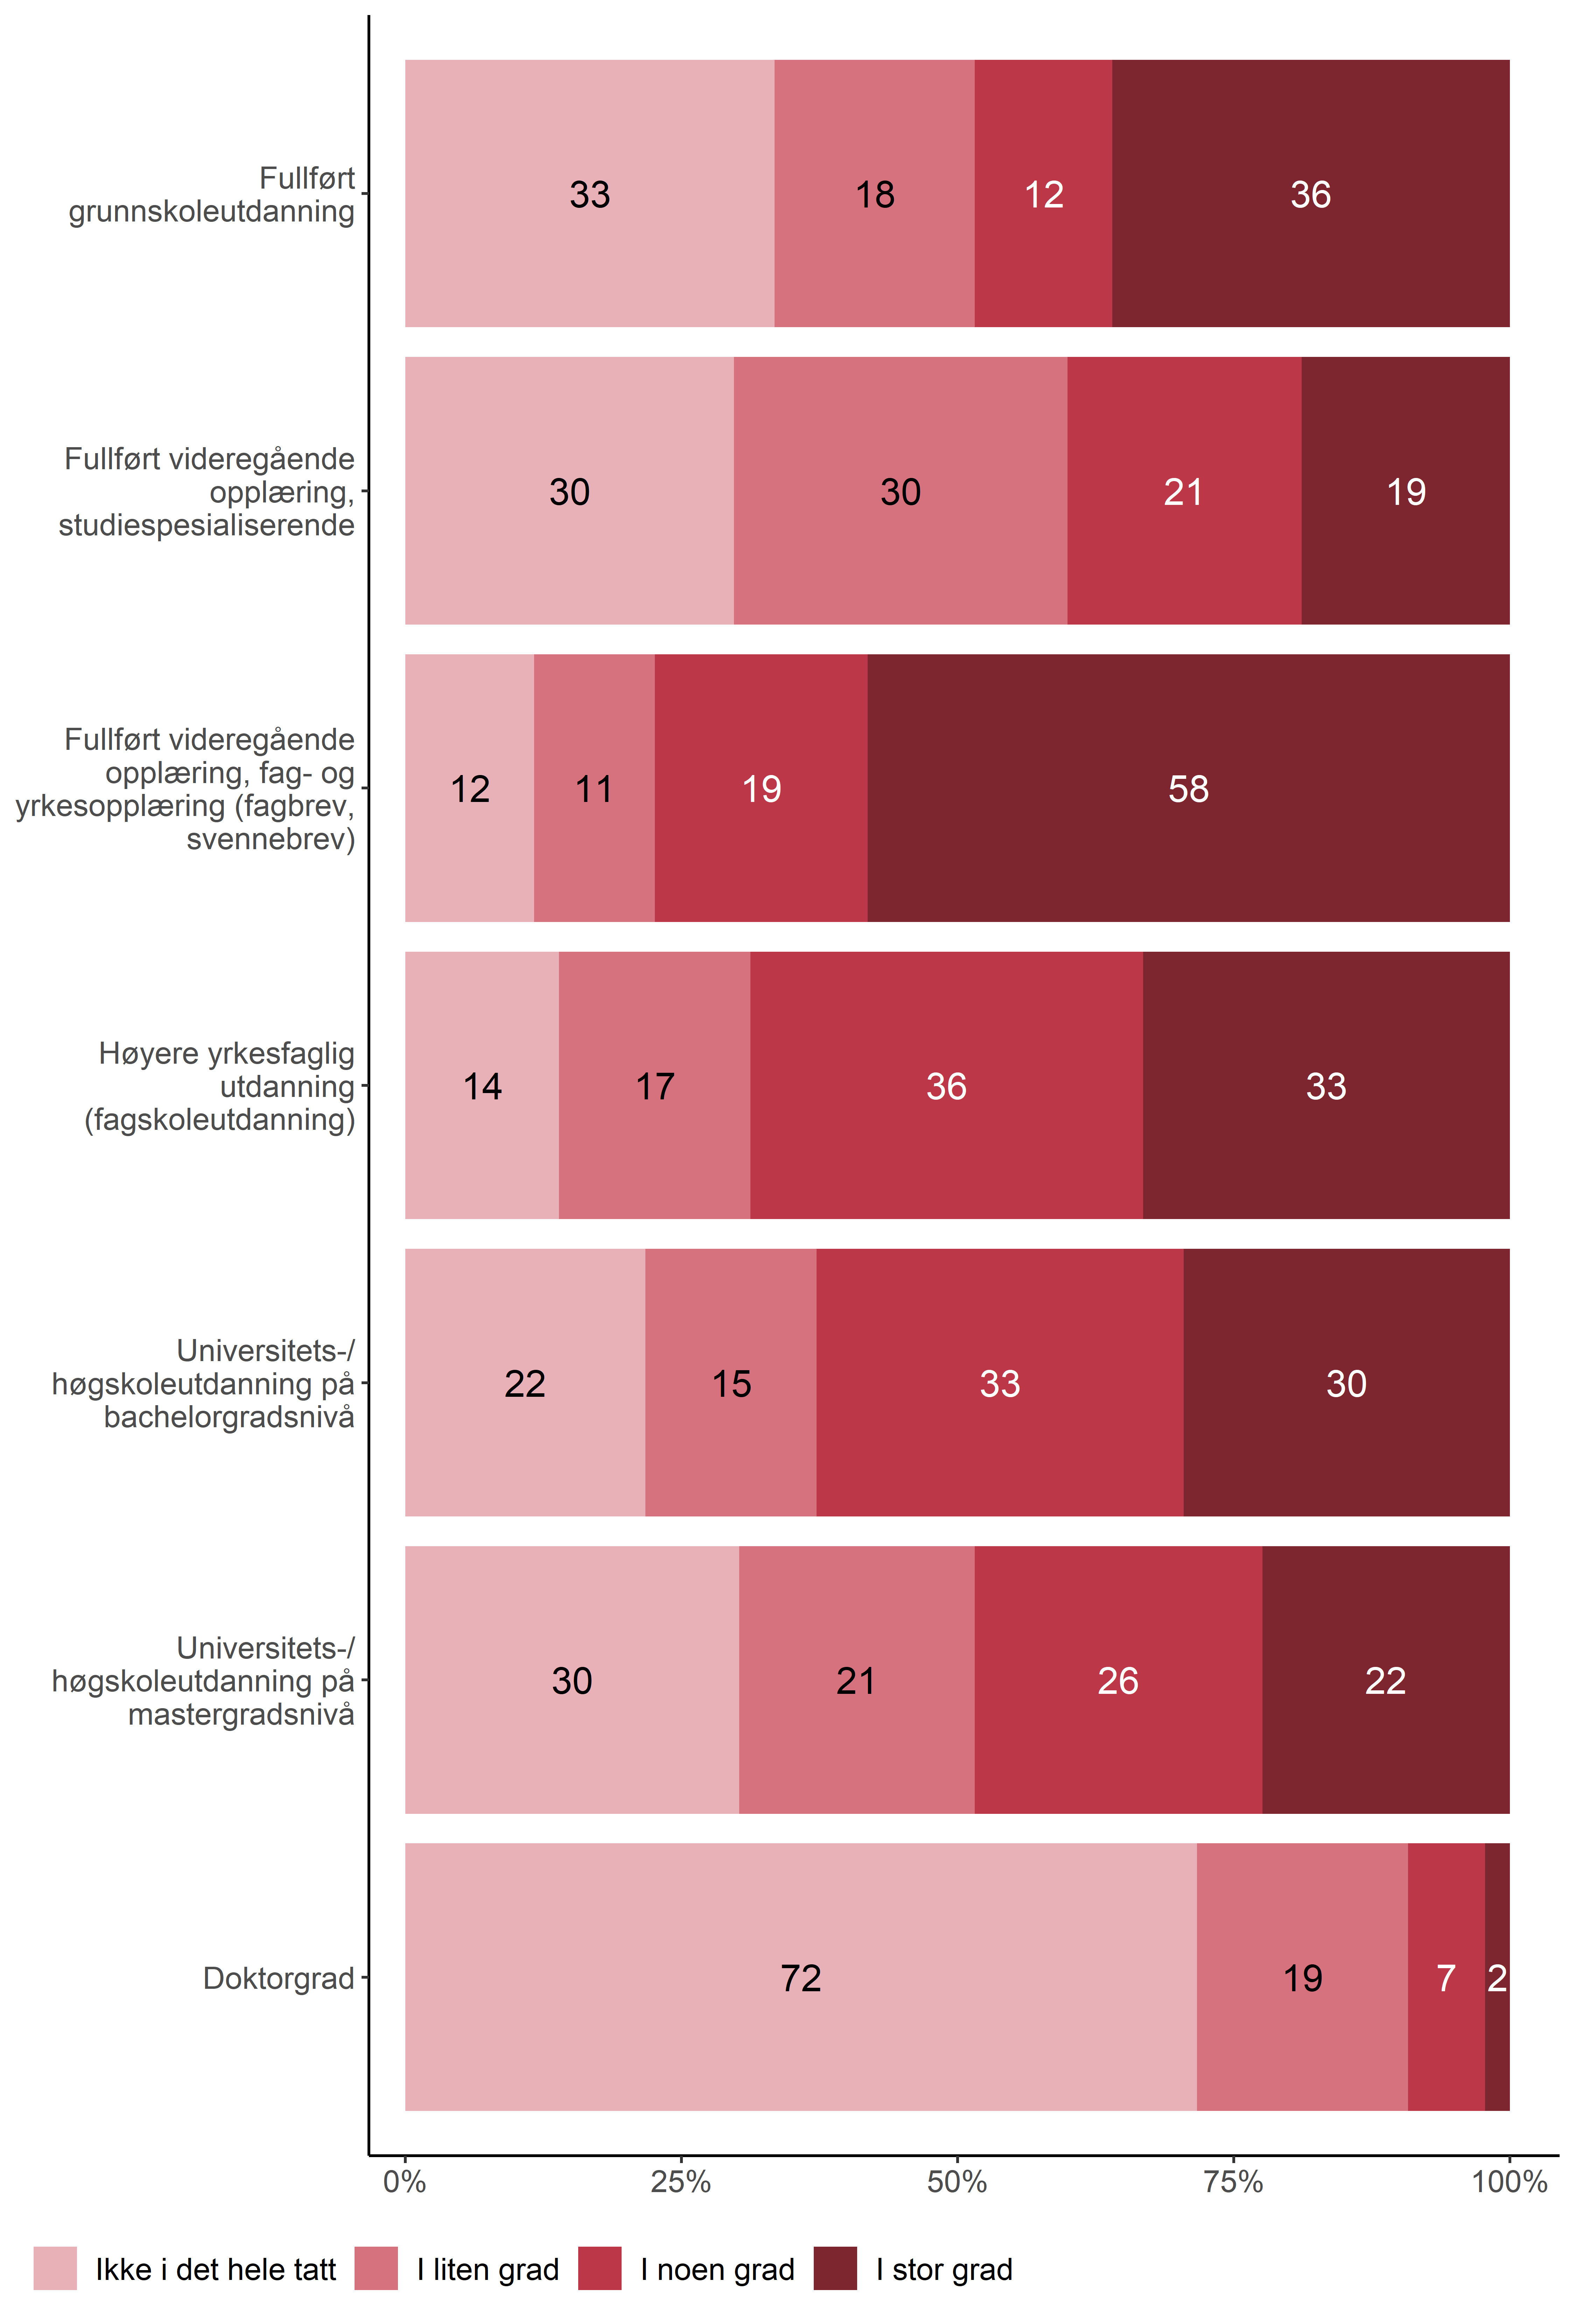 Fullført
grunnskoleutdanning
33 18 12 36
Fullført videregående
opplæring,
studiespesialiserende
30 30 21 19
Fullført videregående
opplæring, fag- og
yrkesopplæring (fagbrev,
svennebrev)
12 11 19 58
Høyere yrkesfaglig
utdanning
(fagskoleutdanning)
14 17 36 33
Universitets-/
høgskoleutdanning på
bachelorgradsnivå
22 15 33 30
Universitets-/
høgskoleutdanning på
mastergradsnivå
30 21 26 22
Doktorgrad
72 19 7 2
0% 25% 50% 75% 100%
Ikke i det hele tatt I liten grad I noen grad I stor grad